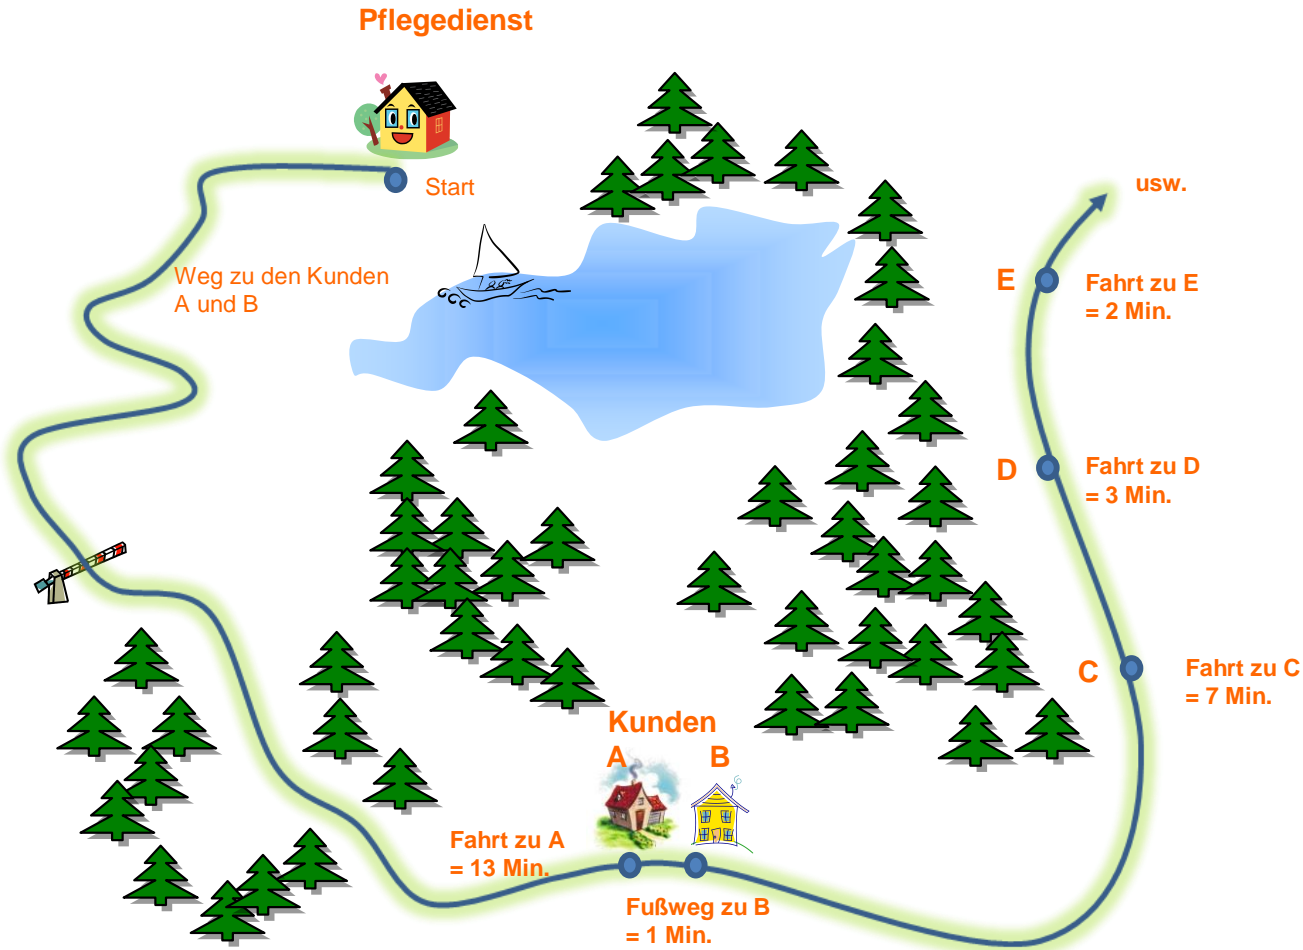 Pflegedienst
Start
usw.
Weg zu den Kunden
A und B
E
Fahrt zu E
= 2 Min.
D
Fahrt zu D
= 3 Min.
C
Fahrt zu C
= 7 Min.
Kunden
A B
Fahrt zu A
= 13 Min.
Fußweg zu B
= 1 Min.